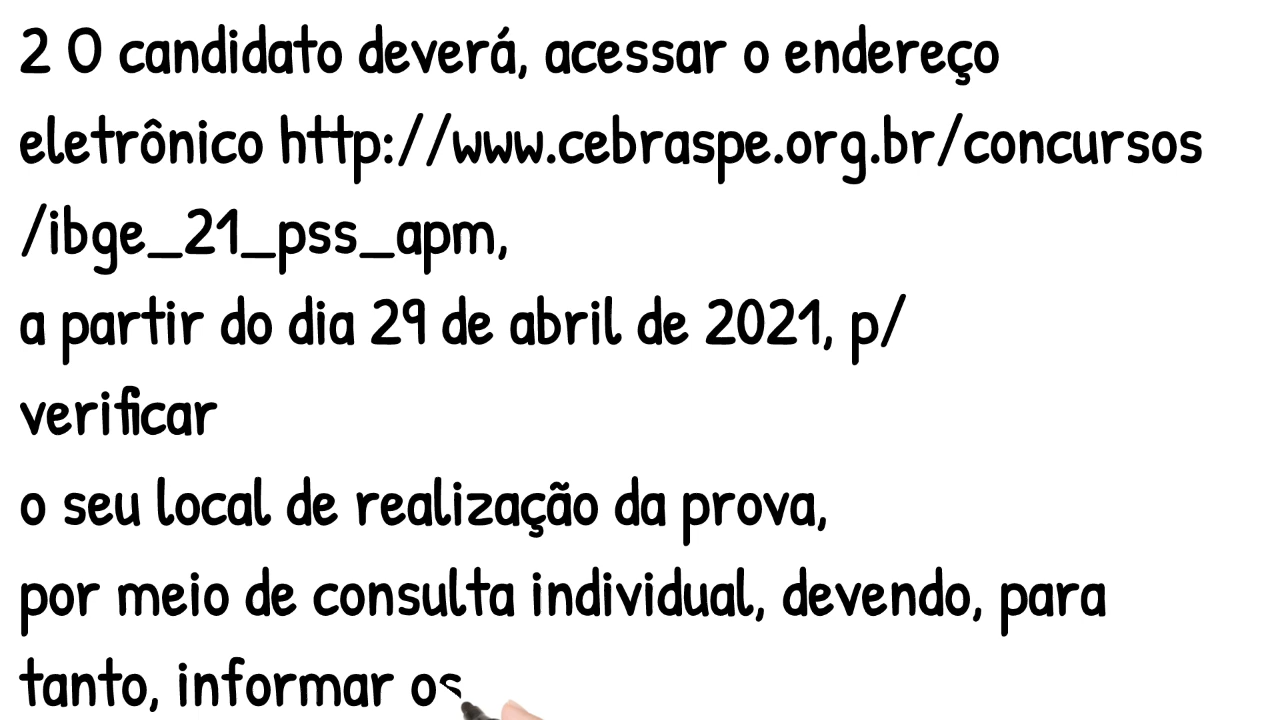 2 O candidato deverá, acessar o endereço
eletrônico http://www.cebraspe.org.br/concursos
/ibge_21_pss_apm,
a partir do dia 29 de abril de 2021, p/
verificar
o seu local de realização da prova,
por meio de consulta individual, devendo, para
tanto, informar os